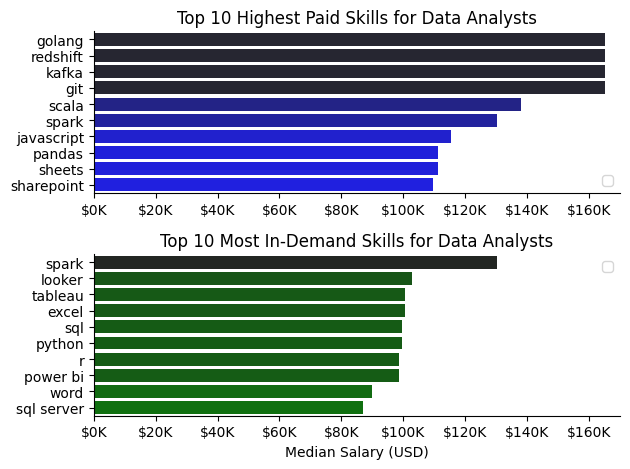 Top 10 Highest Paid Skills for Data Analysts
golang
redshift
kafka
git
scala
spark
javascript
pandas
sheets
sharepoint
$0K $20K $40K $60K $80K $100K $120K $140K $160K
Top 10 Most In-Demand Skills for Data Analysts
spark
looker
tableau
excel
sql
python
r
power bi
word
sql server
$0K $20K $40K $60K $80K $100K $120K $140K $160K
Median Salary (USD)